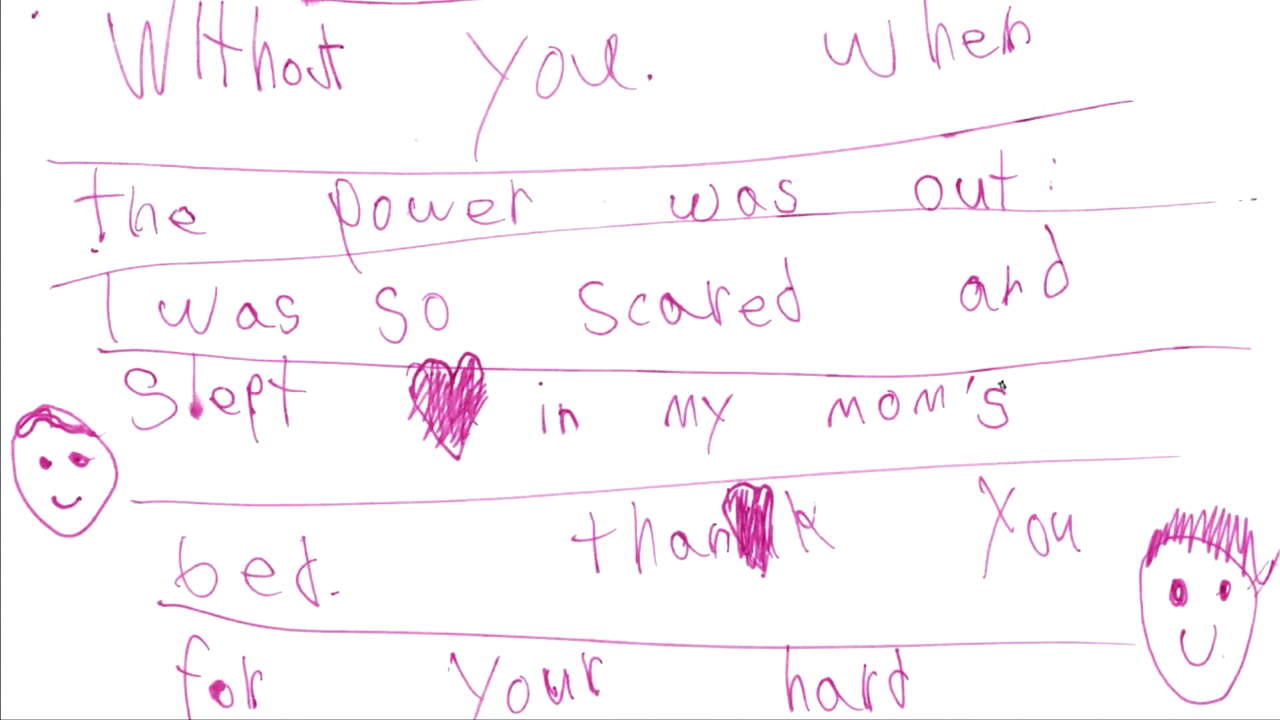 Without you. When
the power was out.
I was so scared and
slept in my mom's
bed. thank You
for your hard